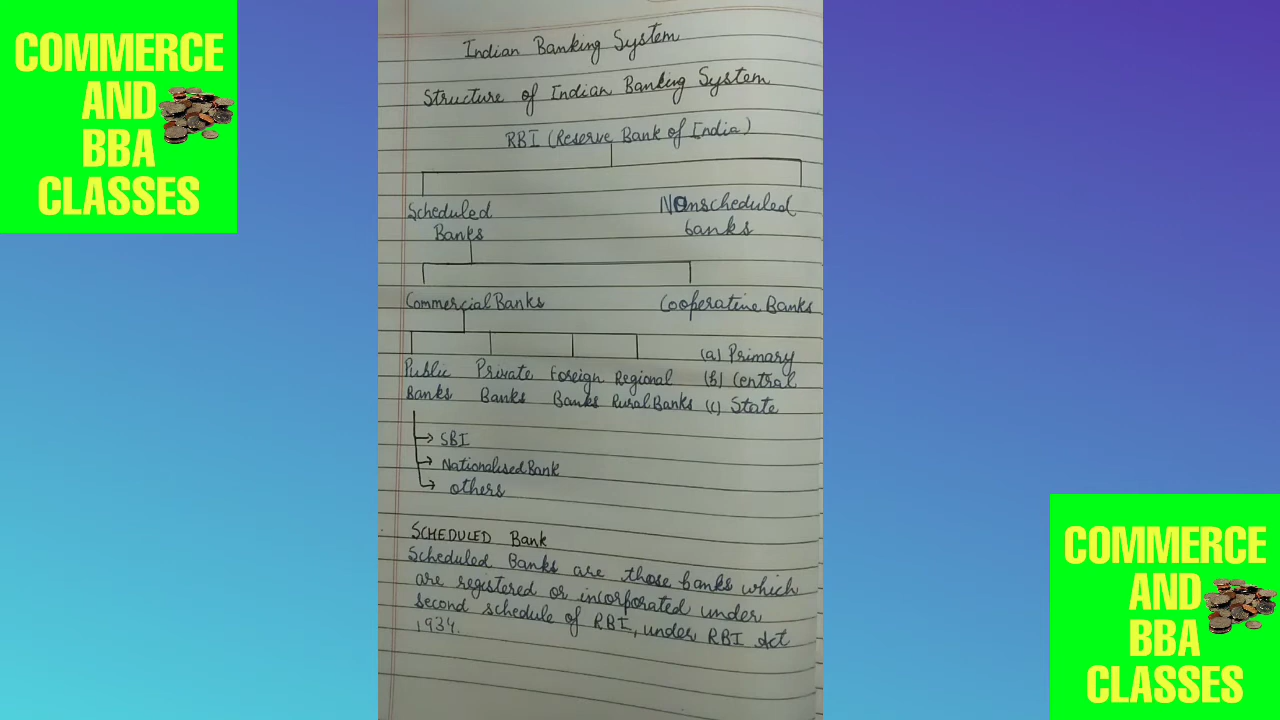 COMMERCE
AND
BBA
CLASSES
Indian Banking System
Structure of Indian Banking System
RBI (Reserve Bank of India)
Scheduled Banks
Nonscheduled banks
Commercial Banks
Cooperative Banks
Public Banks
Private Banks
Foreign Banks
Regional Rural Banks
(a) Primary
(b) Central
(c) State
→ SBI
→ Nationalised Bank
→ others
SCHEDULED Bank
Scheduled Banks are those banks which
are registered or incorporated under
second schedule of RBI, under RBI Act
1934.
COMMERCE
AND
BBA
CLASSES